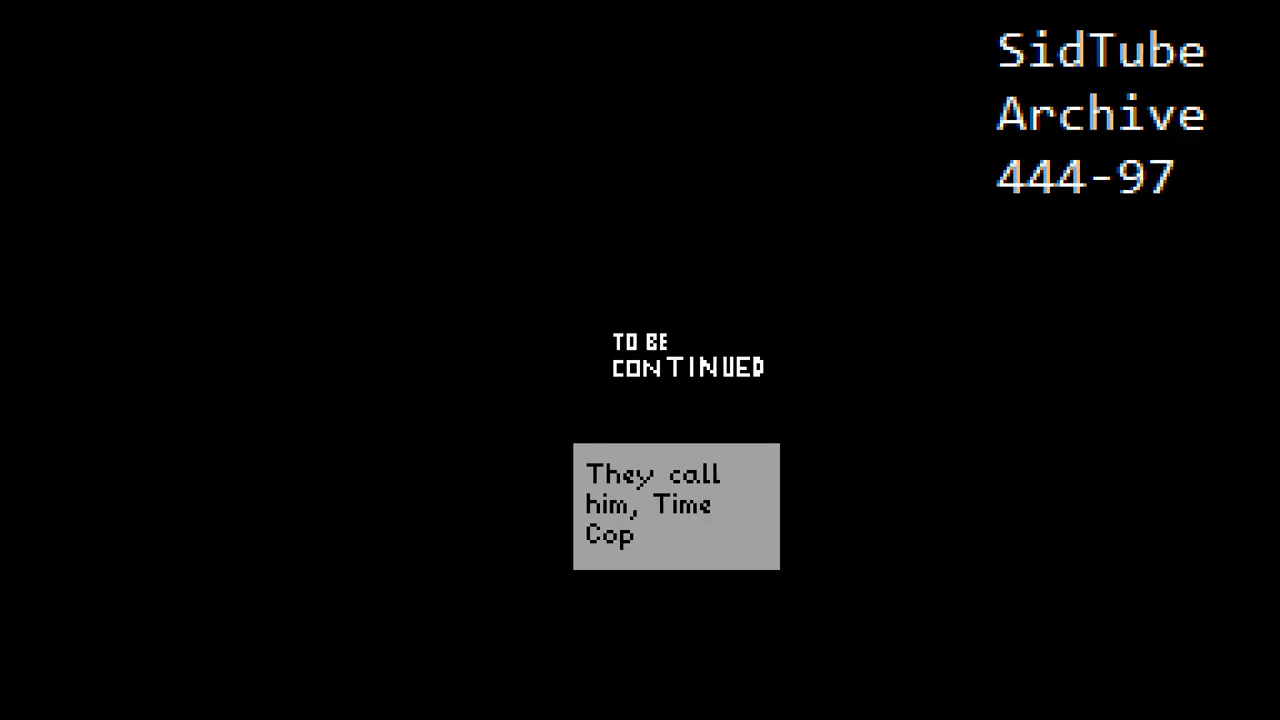 SidTube
Archive
444-97
TO BE
CONTINUED
They call
him, Time
Cop